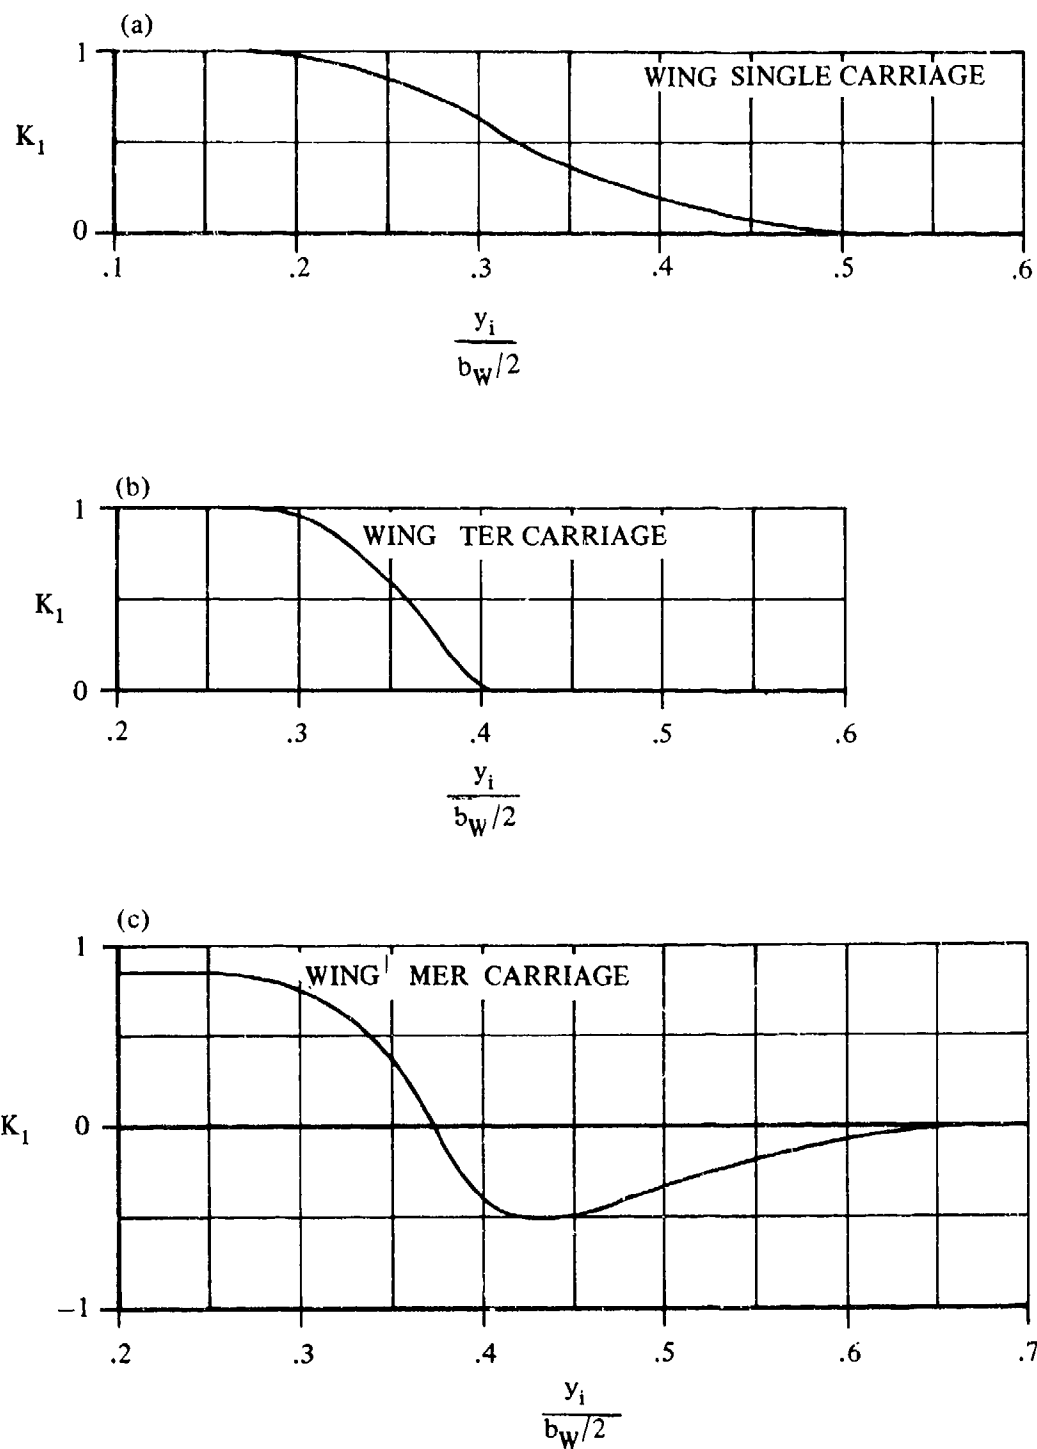 (a)
1
WING SINGLE CARRIAGE
K1
0
.1 .2 .3 .4 .5 .6
yi
bW/2
(b)
1
WING TER CARRIAGE
K1
0
.2 .3 .4 .5 .6
yi
bW/2
(c)
1
WING MER CARRIAGE
K1 0
−1
.2 .3 .4 .5 .6 .7
yi
bW/2